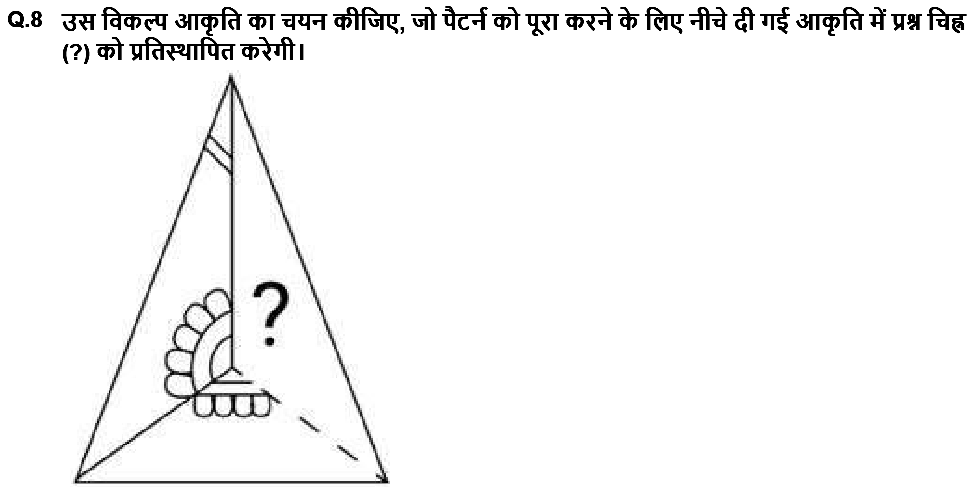 Q.8 उस विकल्प आकृति का चयन कीजिए, जो पैटर्न को पूरा करने के लिए नीचे दी गई आकृति में प्रश्न चिह्न
(?) को प्रतिस्थापित करेगी।
?